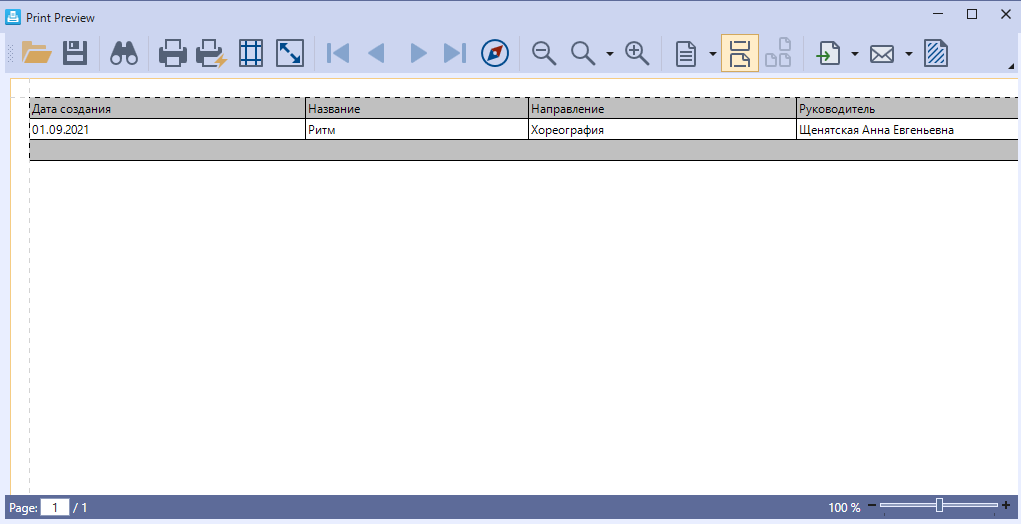 Print Preview
Дата создания Название Направление Руководитель
01.09.2021 Ритм Хореография Щенятская Анна Евгеньевна
Page: 1 / 1 100 %